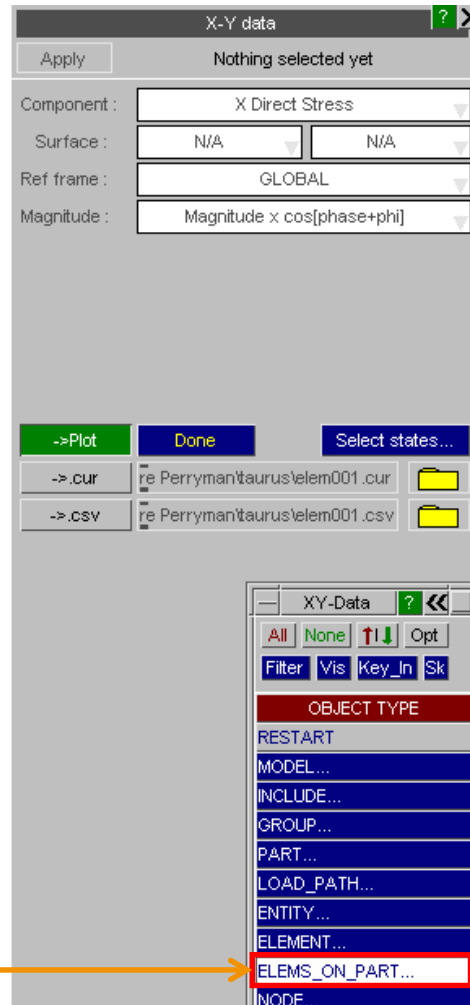 X-Y data ? X
Apply Nothing selected yet
Component : X Direct Stress
Surface : N/A N/A
Ref frame : GLOBAL
Magnitude : Magnitude x cos[phase+phi]
->Plot Done Select states...
->.cur re Perryman\taurus\elem001.cur
->.csv re Perryman\taurus\elem001.csv
XY-Data ?
All None Opt
Filter Vis Key_In Sk
OBJECT TYPE
RESTART
MODEL...
INCLUDE...
GROUP...
PART...
LOAD_PATH...
ENTITY...
ELEMENT...
ELEMS_ON_PART...
NODE